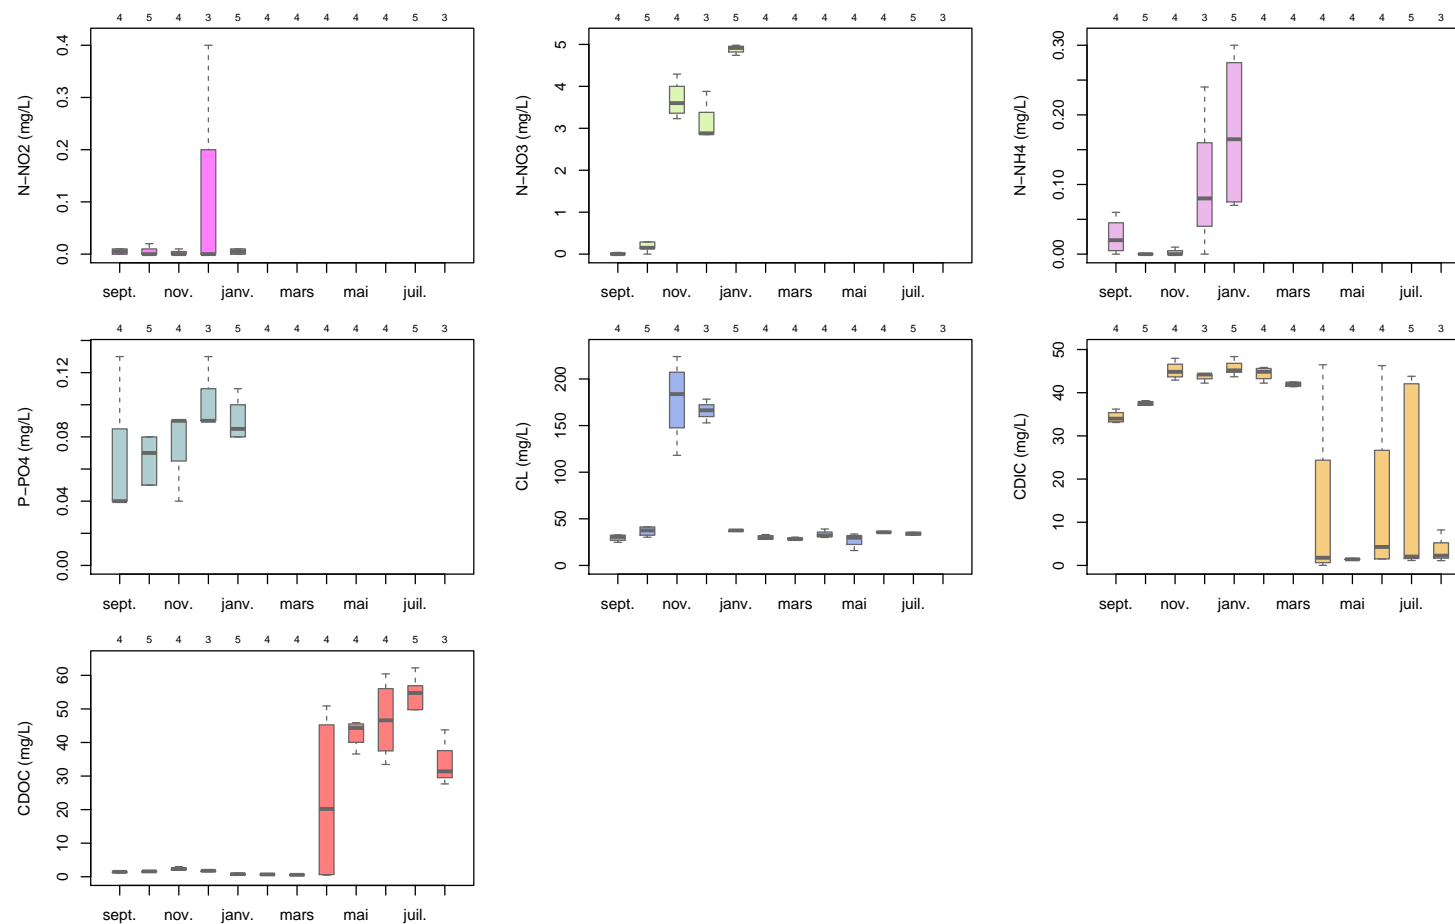 4 5 4 3 5 4 4 4 4 4 5 3
N−NO2 (mg/L)
0.0 0.1 0.2 0.3 0.4
sept. nov. janv. mars mai juil.
4 5 4 3 5 4 4 4 4 4 5 3
N−NO3 (mg/L)
0 1 2 3 4 5
sept. nov. janv. mars mai juil.
4 5 4 3 5 4 4 4 4 4 5 3
N−NH4 (mg/L)
0.00 0.10 0.20 0.30
sept. nov. janv. mars mai juil.
4 5 4 3 5 4 4 4 4 4 5 3
P−PO4 (mg/L)
0.00 0.04 0.08 0.12
sept. nov. janv. mars mai juil.
4 5 4 3 5 4 4 4 4 4 5 3
CL (mg/L)
0 50 100 150 200
sept. nov. janv. mars mai juil.
4 5 4 3 5 4 4 4 4 4 5 3
CDIC (mg/L)
0 10 20 30 40 50
sept. nov. janv. mars mai juil.
4 5 4 3 5 4 4 4 4 4 5 3
CDOC (mg/L)
0 10 20 30 40 50 60
sept. nov. janv. mars mai juil.